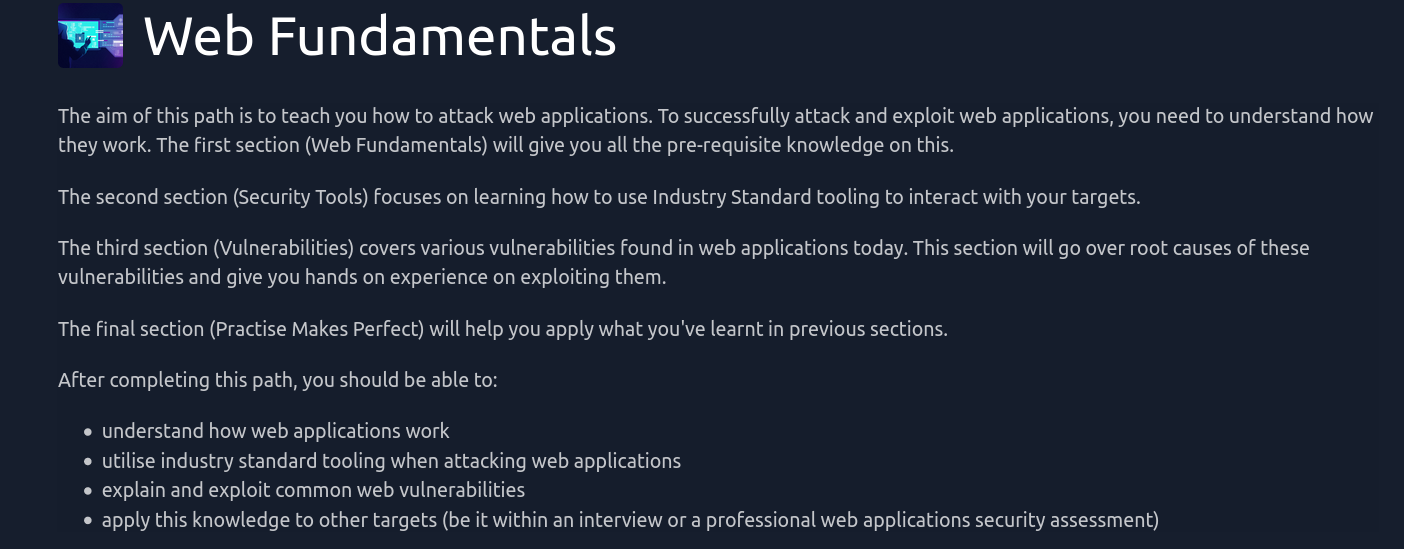 Web Fundamentals
The aim of this path is to teach you how to attack web applications. To successfully attack and exploit web applications, you need to understand how
they work. The first section (Web Fundamentals) will give you all the pre-requisite knowledge on this.
The second section (Security Tools) focuses on learning how to use Industry Standard tooling to interact with your targets.
The third section (Vulnerabilities) covers various vulnerabilities found in web applications today. This section will go over root causes of these
vulnerabilities and give you hands on experience on exploiting them.
The final section (Practise Makes Perfect) will help you apply what you've learnt in previous sections.
After completing this path, you should be able to:
• understand how web applications work
• utilise industry standard tooling when attacking web applications
• explain and exploit common web vulnerabilities
• apply this knowledge to other targets (be it within an interview or a professional web applications security assessment)